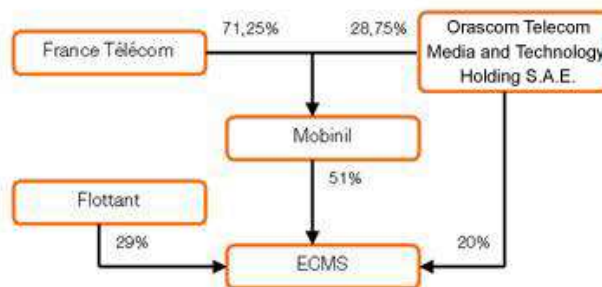 France Télécom
71,25%
28,75%
Orascom Telecom
Media and Technology
Holding S.A.E.
Mobinil
51%
Flottant
29%
ECMS
20%